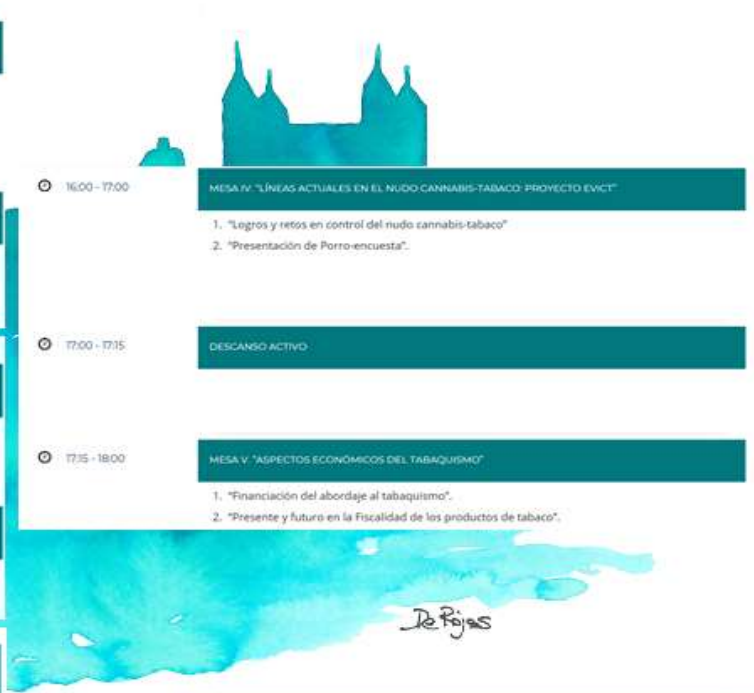 16:00 - 17:00
MESA IV. "LÍNEAS ACTUALES EN EL NUDO CANNABIS-TABACO: PROYECTO EVICT"
1. "Logros y retos en control del nudo cannabis-tabaco"
2. "Presentación de Porro-encuesta".
17:00 - 17:15
DESCANSO ACTIVO
17:15 - 18:00
MESA V. "ASPECTOS ECONÓMICOS DEL TABAQUISMO"
1. "Financiación del abordaje al tabaquismo".
2. "Presente y futuro en la Fiscalidad de los productos de tabaco".
De Rojas